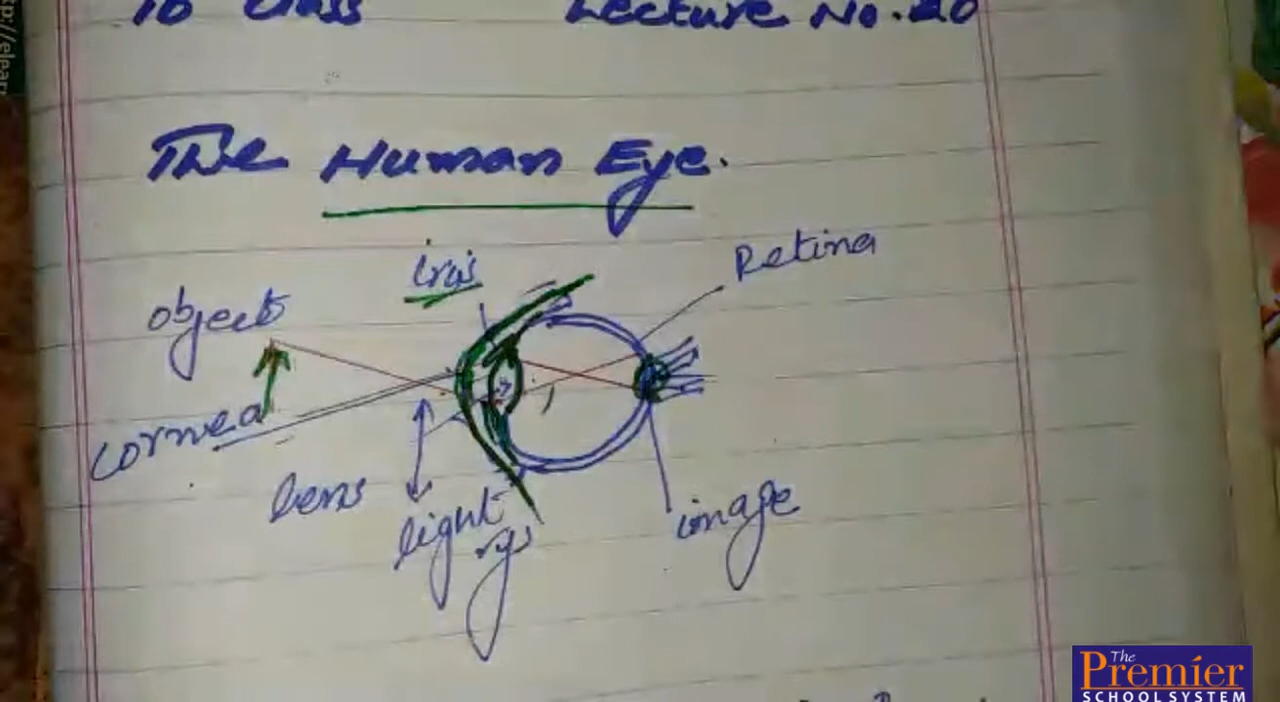 10 Class Lecture No. 20
The Human Eye.
iris
Retina
object
cornea
lens
light
rys
image
The
Premier
SCHOOL SYSTEM